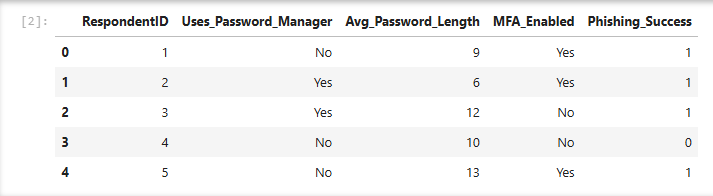 [2]: RespondentID Uses_Password_Manager Avg_Password_Length MFA_Enabled Phishing_Success
0 1 No 9 Yes 1
1 2 Yes 6 Yes 1
2 3 Yes 12 No 1
3 4 No 10 No 0
4 5 No 13 Yes 1